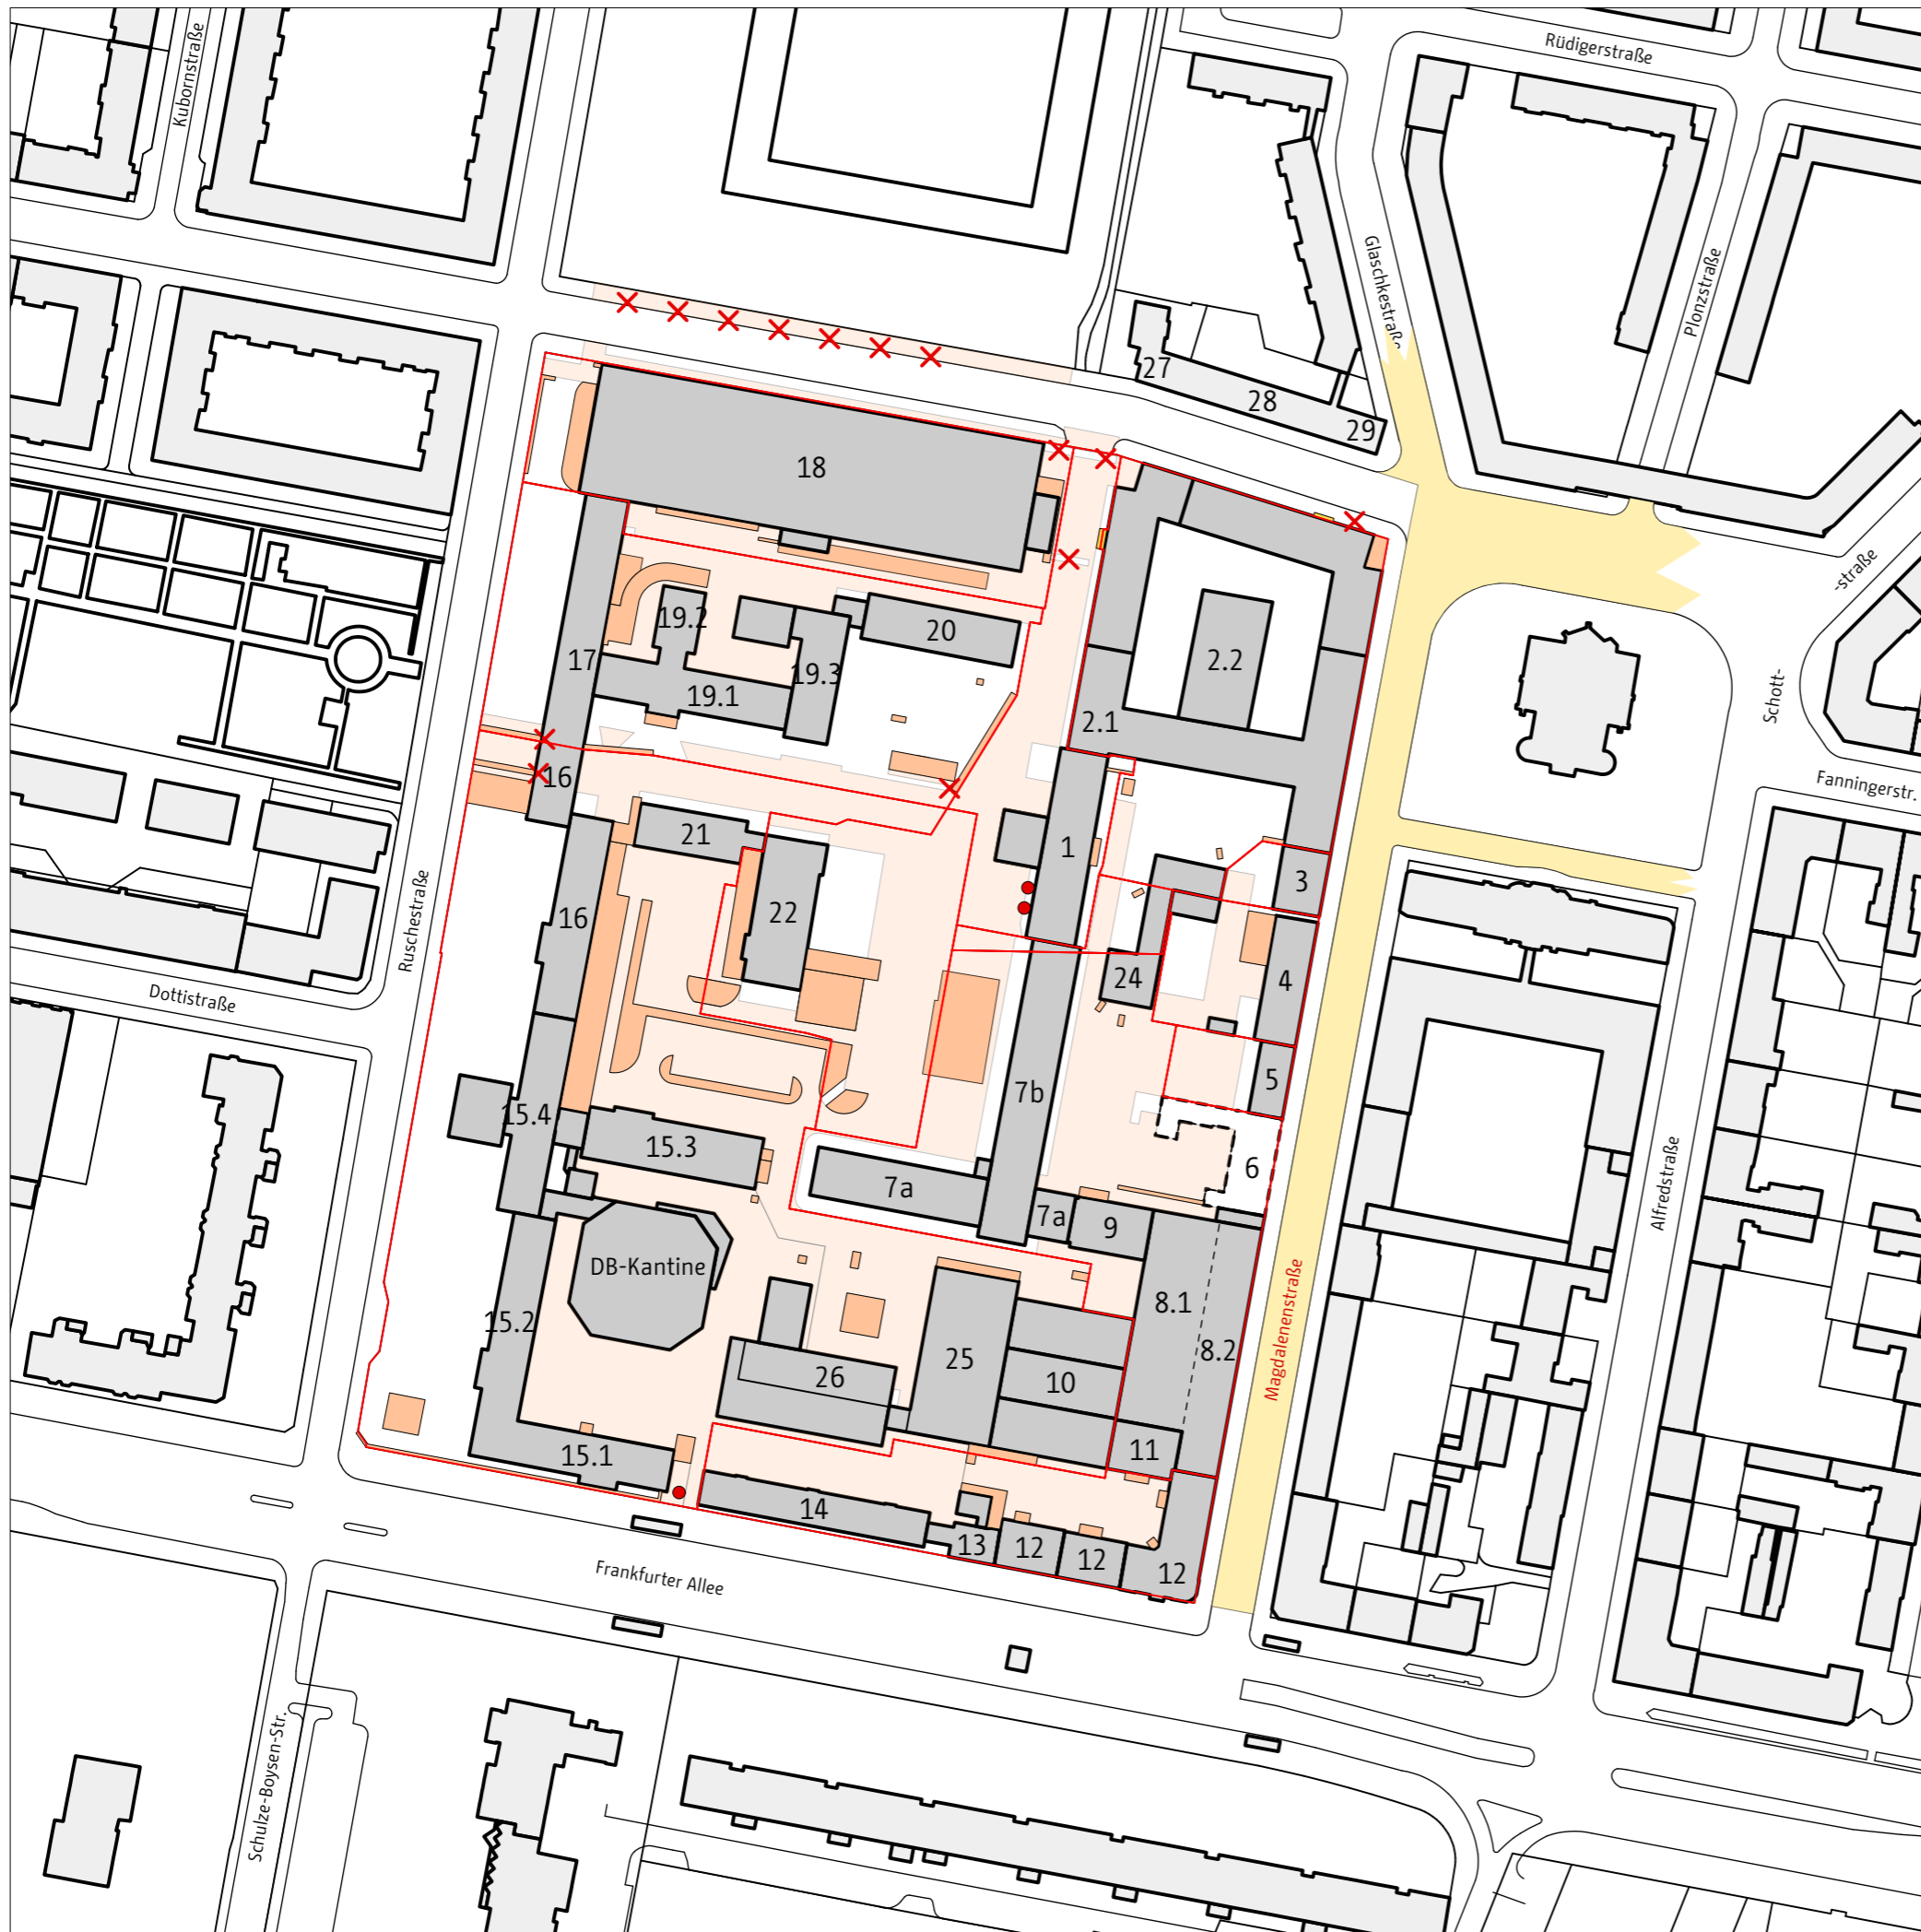 Rüdigerstraße
Kubornstraße
Glaschkestraße
Plonzstraße
27
28
29
18
-straße
19.2
20
17
19.3
2.2
19.1
2.1
Schott-
16
Fanningerstr.
21
1
3
22
16
Ruschestraße
24
4
Dottistraße
5
7b
15.4
15.3
6
7a
7a
9
Alfredstraße
DB-Kantine
8.1
15.2
8.2
Magdalenenstraße
25
26
10
11
15.1
14
13
12
12
12
Frankfurter Allee
Schulze-Boysen-Str.